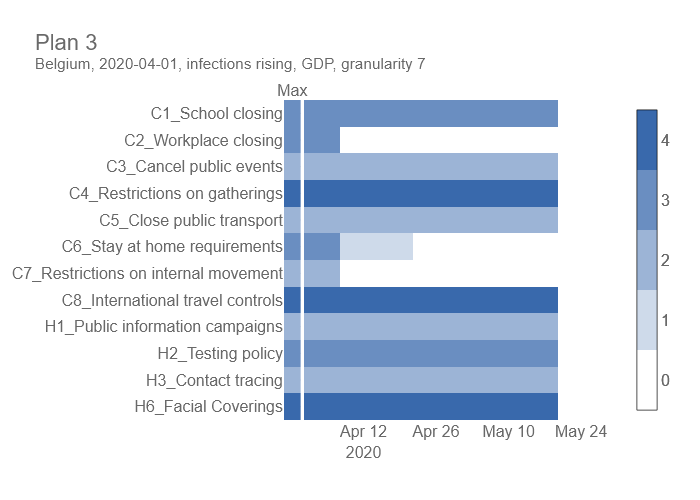 Plan 3
Belgium, 2020-04-01, infections rising, GDP, granularity 7
Max
C1_School closing
C2_Workplace closing
C3_Cancel public events
C4_Restrictions on gatherings
C5_Close public transport
C6_Stay at home requirements
C7_Restrictions on internal movement
C8_International travel controls
H1_Public information campaigns
H2_Testing policy
H3_Contact tracing
H6_Facial Coverings
Apr 12 Apr 26 May 10 May 24
2020
4
3
2
1
0